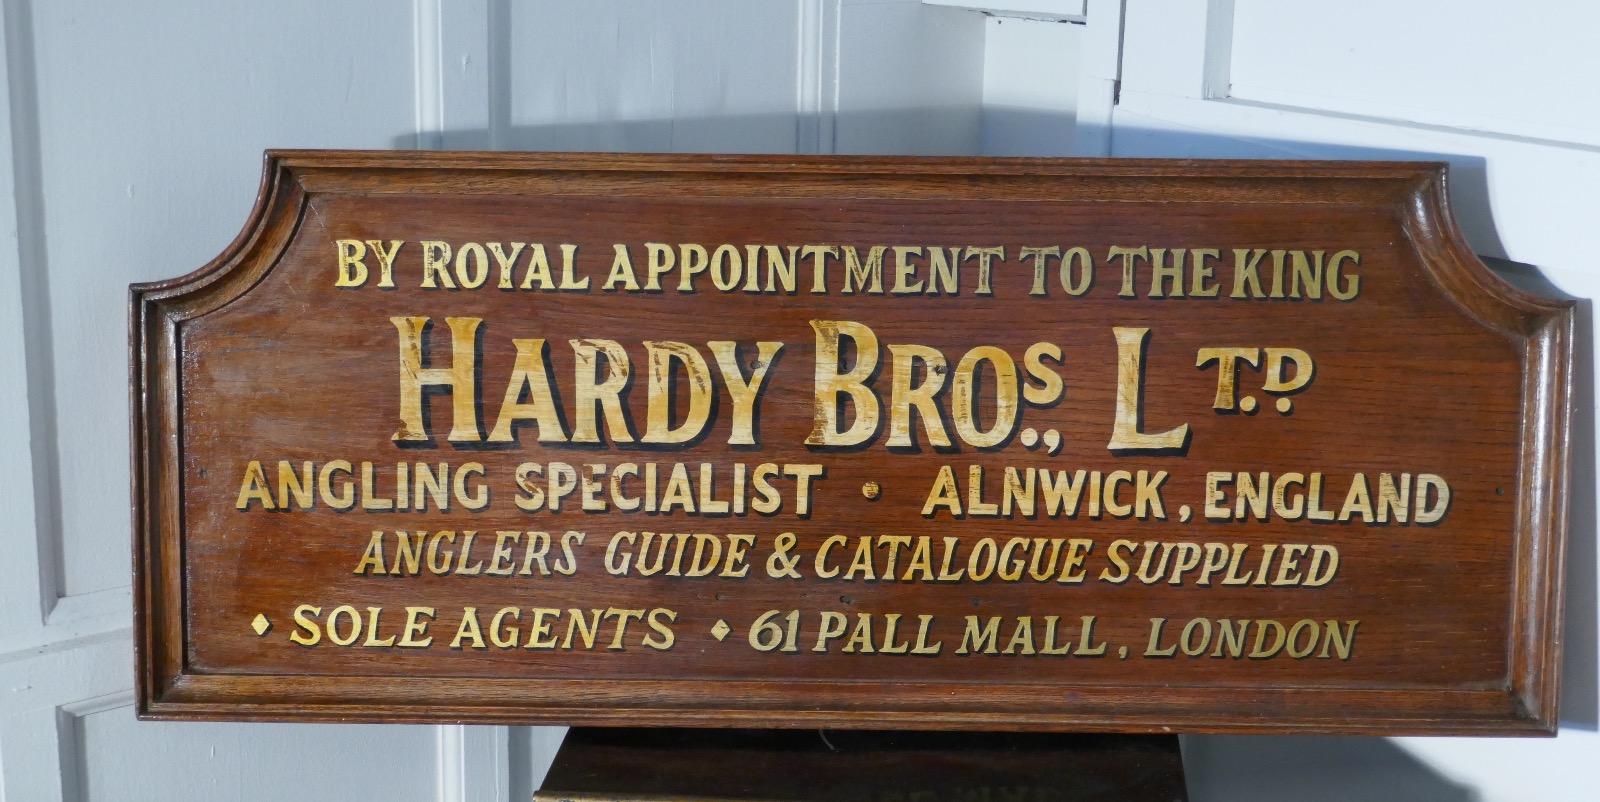 BY ROYAL APPOINTMENT TO THE KING
HARDY BROS., LTD.
ANGLING SPECIALIST • ALNWICK, ENGLAND
ANGLERS GUIDE & CATALOGUE SUPPLIED
♦ SOLE AGENTS ♦ 61 PALL MALL, LONDON